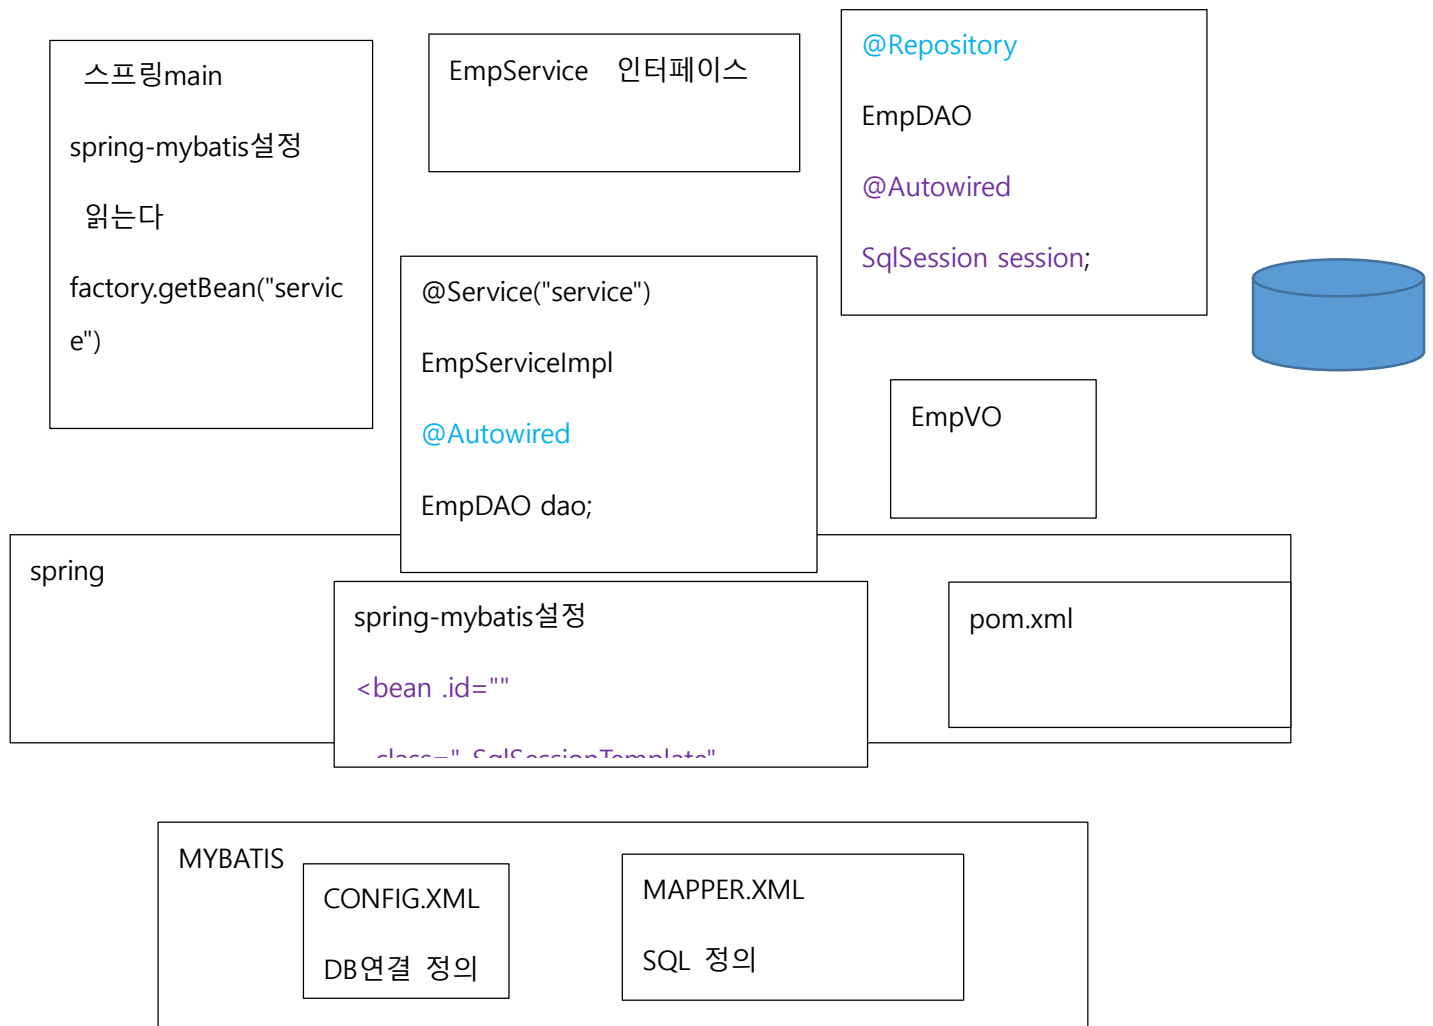 스프링main
spring-mybatis설정
읽는다
factory.getBean("servic
e")
EmpService 인터페이스
@Repository
EmpDAO
@Autowired
SqlSession session;
@Service("service")
EmpServiceImpl
@Autowired
EmpDAO dao;
EmpVO
spring
spring-mybatis설정
<bean .id=""
class=" SqlSessionTemplate"
pom.xml
MYBATIS
CONFIG.XML
DB연결 정의
MAPPER.XML
SQL 정의